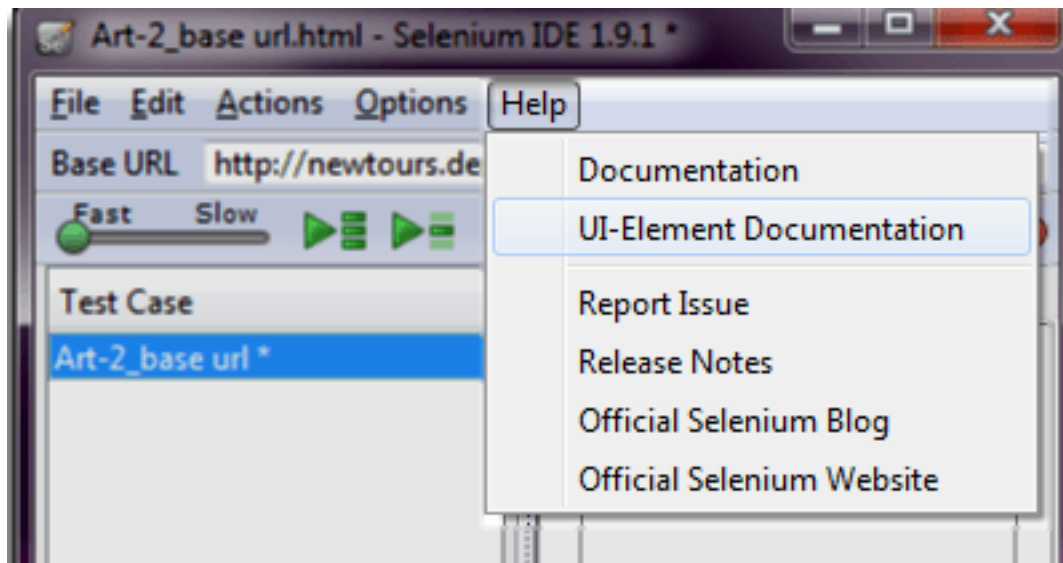 Art-2_base url.html - Selenium IDE 1.9.1 *
File Edit Actions Options Help
Base URL http://newtours.de
Fast Slow
Test Case
Art-2_base url *
Documentation
UI-Element Documentation
Report Issue
Release Notes
Official Selenium Blog
Official Selenium Website